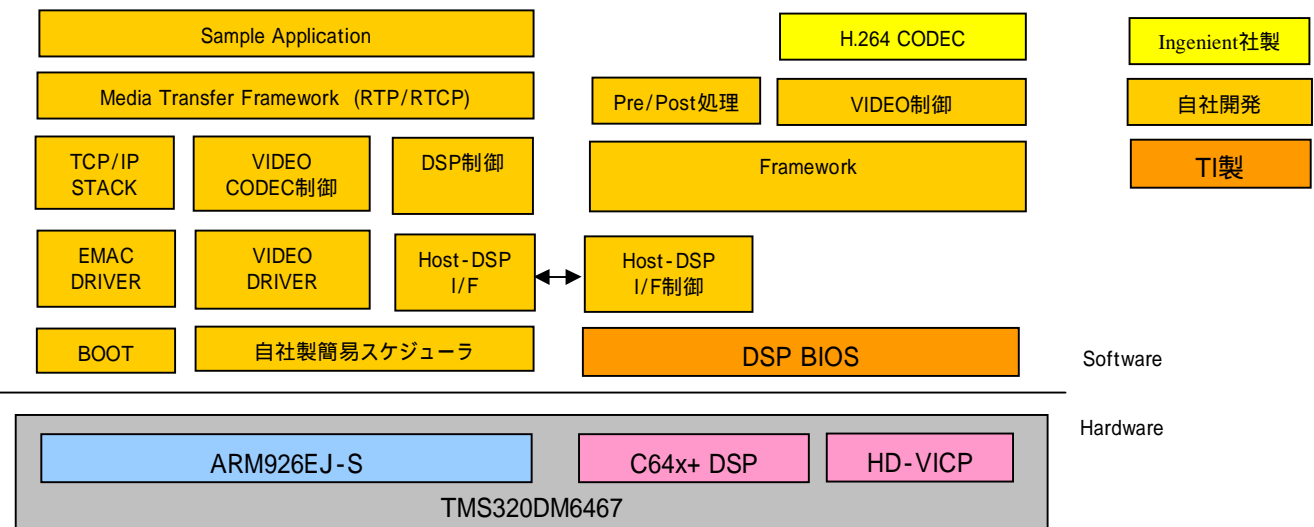 Sample Application
H.264 CODEC
Ingenient社製
Media Transfer Framework (RTP/RTCP)
Pre/Post処理
VIDEO制御
自社開発
TCP/IP
STACK
VIDEO
CODEC制御
DSP制御
Framework
TI製
EMAC
DRIVER
VIDEO
DRIVER
Host-DSP
I/F
Host-DSP
I/F制御
BOOT
自社製簡易スケジューラ
DSP BIOS
Software
Hardware
ARM926EJ-S
C64x+ DSP
HD-VICP
TMS320DM6467